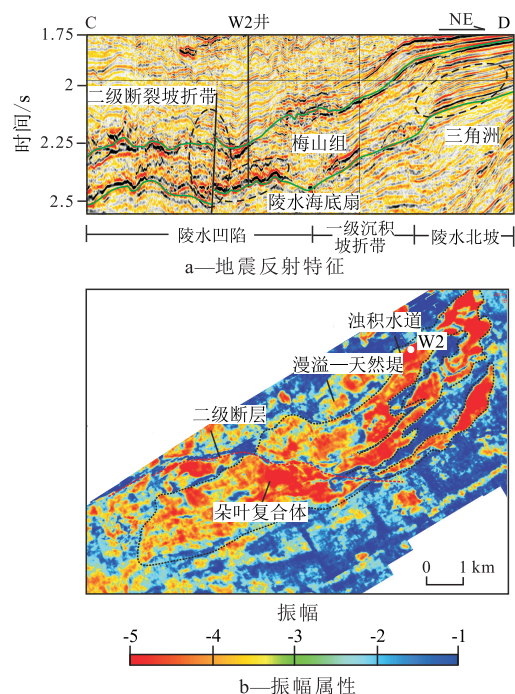 C W2井 NE D
1.75
2
2.25
2.5
时间/s
二级断裂坡折带
梅山组
三角洲
陵水海底扇
陵水凹陷
一级沉积
坡折带
陵水北坡
a—地震反射特征
浊积水道
W2
漫溢—天然堤
二级断层
朵叶复合体
0 1 km
振幅
-5 -4 -3 -2 -1
b—振幅属性